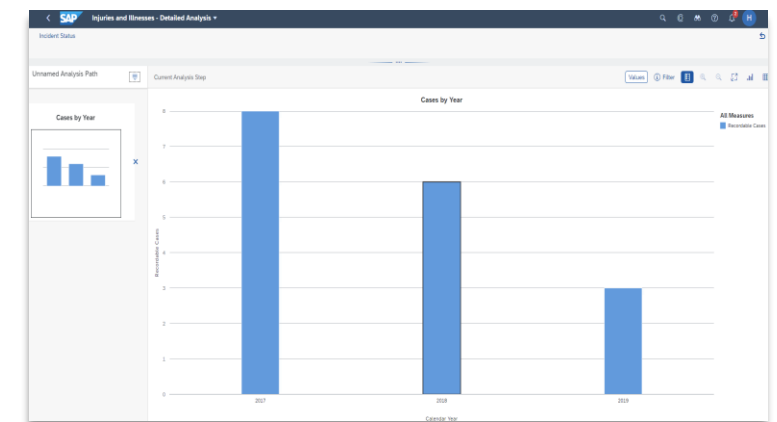 SAP Injuries and Illnesses - Detailed Analysis
H
Incident Status
Unnamed Analysis Path
Current Analysis Step
Values
Filter
Cases by Year
Cases by Year
All Measures
Recordable Cases
8
7
6
5
4
3
2
1
0
Recordable Cases
2017
2018
2019
Calendar Year